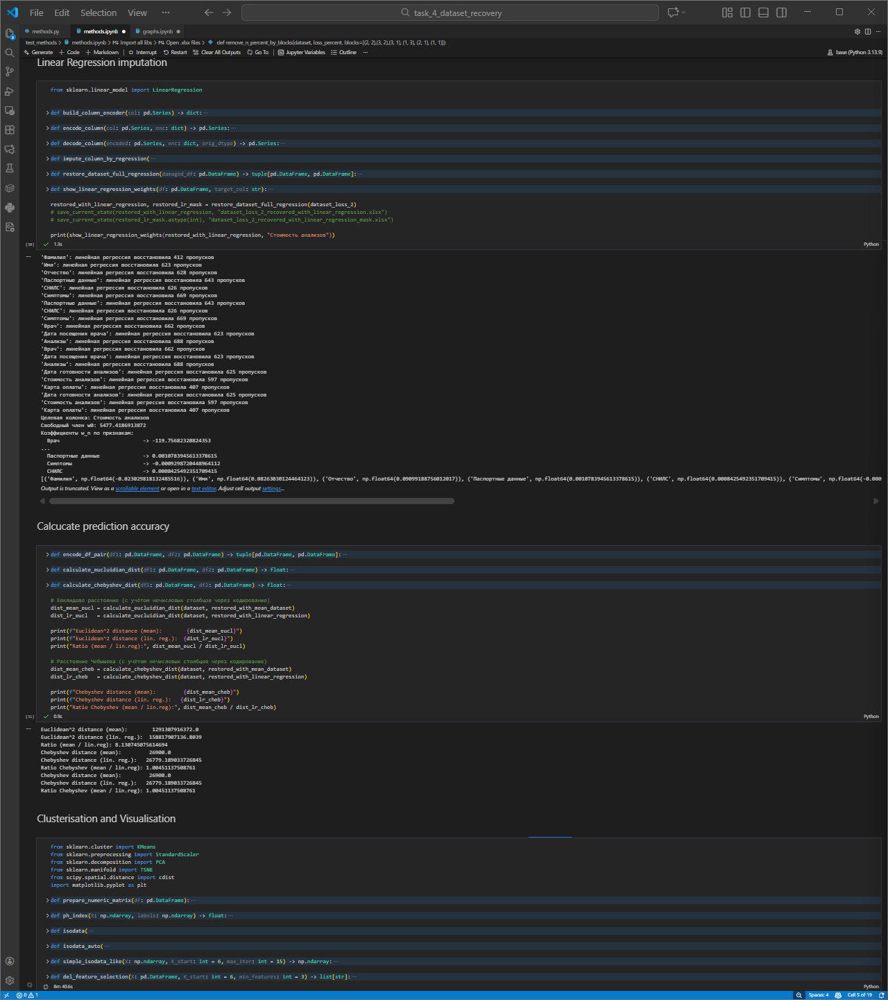 File Edit Selection View ···
task_4_dataset_recovery
methods.py
methods.ipynb
graphs.ipynb
test_methods > methods.ipynb > M↓ Import all libs > M↓ Open .xlsx files > def remove_n_percent_by_blocks(dataset, loss_percent, blocks=[(2, 2),(3, 2),(3, 1), (1, 3), (2, 1), (1, 1)]):
Generate + Code + Markdown Interrupt Restart Clear All Outputs Go To Jupyter Variables Outline ··· base (Python 3.13.9)
Linear Regression imputation
from sklearn.linear_model import LinearRegression
def build_column_encoder(col: pd.Series) -> dict: ···
def encode_column(col: pd.Series, enc: dict) -> pd.Series: ···
def decode_column(encoded: pd.Series, enc: dict, orig_dtype) -> pd.Series: ···
def impute_column_by_regression( ···
def restore_dataset_full_regression(damaged_df: pd.DataFrame) -> tuple[pd.DataFrame, pd.DataFrame]: ···
def show_linear_regression_weights(df: pd.DataFrame, target_col: str): ···
restored_with_linear_regression, restored_lr_mask = restore_dataset_full_regression(dataset_loss_2)
# save_current_state(restored_with_linear_regression, "dataset_loss_2_recovered_with_linear_regression.xlsx")
# save_current_state(restored_lr_mask.astype(int), "dataset_loss_2_recovered_with_linear_regression_mask.xlsx")
print(show_linear_regression_weights(restored_with_linear_regression, "Стоимость анализов"))
[30] 1.3s Python
'Фамилия': линейная регрессия восстановила 412 пропусков
'Имя': линейная регрессия восстановила 623 пропусков
'Отчество': линейная регрессия восстановила 628 пропусков
'Паспортные данные': линейная регрессия восстановила 643 пропусков
'СНИЛС': линейная регрессия восстановила 626 пропусков
'Симптомы': линейная регрессия восстановила 669 пропусков
'Паспортные данные': линейная регрессия восстановила 643 пропусков
'СНИЛС': линейная регрессия восстановила 626 пропусков
'Симптомы': линейная регрессия восстановила 669 пропусков
'Врач': линейная регрессия восстановила 662 пропусков
'Дата посещения врача': линейная регрессия восстановила 623 пропусков
'Анализы': линейная регрессия восстановила 688 пропусков
'Врач': линейная регрессия восстановила 662 пропусков
'Дата посещения врача': линейная регрессия восстановила 623 пропусков
'Анализы': линейная регрессия восстановила 688 пропусков
'Дата готовности анализов': линейная регрессия восстановила 625 пропусков
'Стоимость анализов': линейная регрессия восстановила 597 пропусков
'Карта оплаты': линейная регрессия восстановила 407 пропусков
'Дата готовности анализов': линейная регрессия восстановила 625 пропусков
'Стоимость анализов': линейная регрессия восстановила 597 пропусков
'Карта оплаты': линейная регрессия восстановила 407 пропусков
Целевая колонка: Стоимость анализов
Свободный член w0: 5477.4186913872
Коэффициенты w_n по признакам:
Врач -> -119.75682320824353
...
Паспортные данные -> 0.0010783945613378615
Симптомы -> -0.0009298720448964112
СНИЛС -> 0.0008425492351709415
[('Фамилия', np.float64(-0.023029818132485516)), ('Имя', np.float64(0.08263030124464123)), ('Отчество', np.float64(0.09099188756012017)), ('Паспортные данные', np.float64(0.0010783945613378615)), ('СНИЛС', np.float64(0.0008425492351709415)), ('Симптомы', np.float64(-0.000
Output is truncated. View as a scrollable element or open in a text editor. Adjust cell output settings...
Calcucate prediction accuracy
def encode_df_pair(df1: pd.DataFrame, df2: pd.DataFrame) -> tuple[pd.DataFrame, pd.DataFrame]: ···
def calculate_eucluidian_dist(df1: pd.DataFrame, df2: pd.DataFrame) -> float: ···
def calculate_chebyshev_dist(df1: pd.DataFrame, df2: pd.DataFrame) -> float: ···
# Евклидово расстояние (с учётом нечисловых столбцов через кодирование)
dist_mean_eucl = calculate_eucluidian_dist(dataset, restored_with_mean_dataset)
dist_lr_eucl = calculate_eucluidian_dist(dataset, restored_with_linear_regression)
print(f"Euclidean^2 distance (mean): {dist_mean_eucl}")
print(f"Euclidean^2 distance (lin. reg.): {dist_lr_eucl}")
print("Ratio (mean / lin.reg):", dist_mean_eucl / dist_lr_eucl)
# Расстояние Чебышева (с учётом нечисловых столбцов через кодирование)
dist_mean_cheb = calculate_chebyshev_dist(dataset, restored_with_mean_dataset)
dist_lr_cheb = calculate_chebyshev_dist(dataset, restored_with_linear_regression)
print(f"Chebyshev distance (mean): {dist_mean_cheb}")
print(f"Chebyshev distance (lin. reg.): {dist_lr_cheb}")
print("Ratio Chebyshev (mean / lin.reg):", dist_mean_cheb / dist_lr_cheb)
[31] 0.9s Python
Euclidean^2 distance (mean): 1291307916372.0
Euclidean^2 distance (lin. reg.): 158817907136.8039
Ratio (mean / lin.reg): 8.130745075614694
Chebyshev distance (mean): 26900.0
Chebyshev distance (lin. reg.): 26779.189033726845
Ratio Chebyshev (mean / lin.reg): 1.00451137508761
Chebyshev distance (mean): 26900.0
Chebyshev distance (lin. reg.): 26779.189033726845
Ratio Chebyshev (mean / lin.reg): 1.00451137508761
Clusterisation and Visualisation
from sklearn.cluster import KMeans
from sklearn.preprocessing import StandardScaler
from sklearn.decomposition import PCA
from sklearn.manifold import TSNE
from scipy.spatial.distance import cdist
import matplotlib.pyplot as plt
def prepare_numeric_matrix(df: pd.DataFrame): ···
def ph_index(X: np.ndarray, labels: np.ndarray) -> float: ···
def isodata( ···
def isodata_auto( ···
def simple_isodata_like(X: np.ndarray, K_start: int = 6, max_iter: int = 15) -> np.ndarray: ···
def del_feature_selection(X: pd.DataFrame, K_start: int = 6, min_features: int = 3) -> list[str]: ···
8m 40.6s Python
0 1 Spaces: 4 Cell 5 of 19